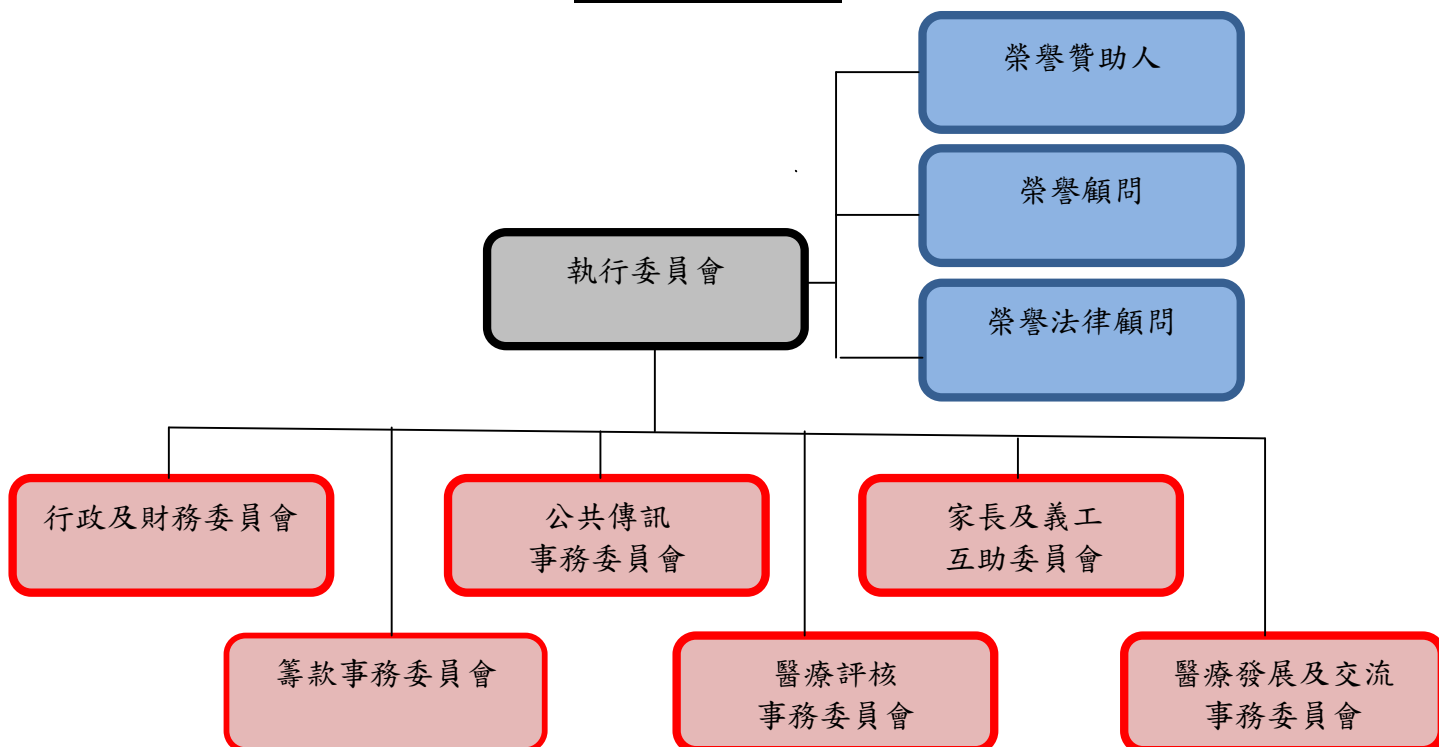 榮譽贊助人
榮譽顧問
執行委員會
榮譽法律顧問
行政及財務委員會
公共傳訊
事務委員會
家長及義工
互助委員會
籌款事務委員會
醫療評核
事務委員會
醫療發展及交流
事務委員會